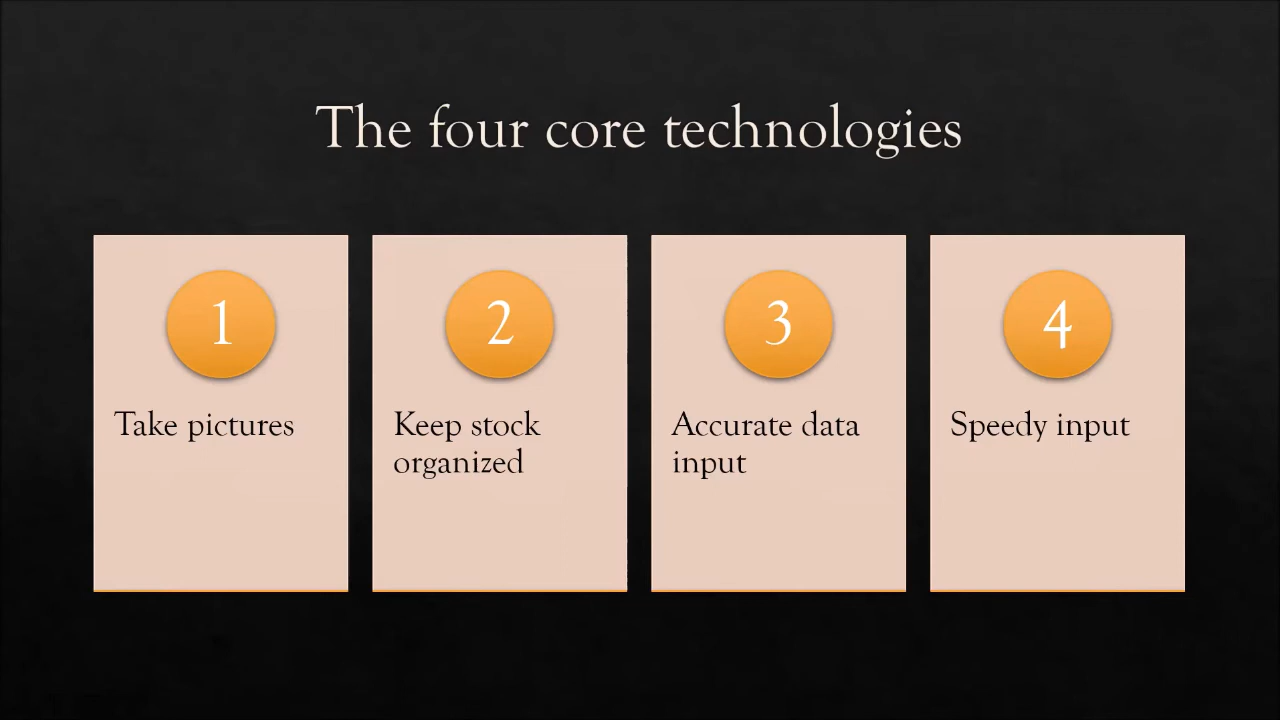 The four core technologies
1
Take pictures
2
Keep stock
organized
3
Accurate data
input
4
Speedy input